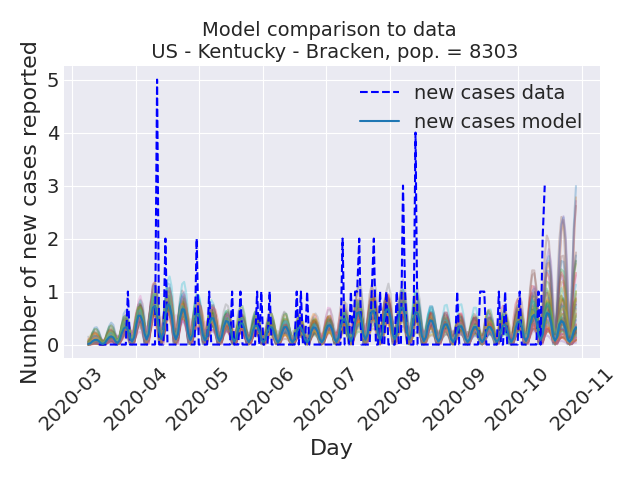 Model comparison to data
US - Kentucky - Bracken, pop. = 8303
Number of new cases reported
5
4
3
2
1
0
new cases data
new cases model
2020-03
2020-04
2020-05
2020-06
2020-07
2020-08
2020-09
2020-10
2020-11
Day